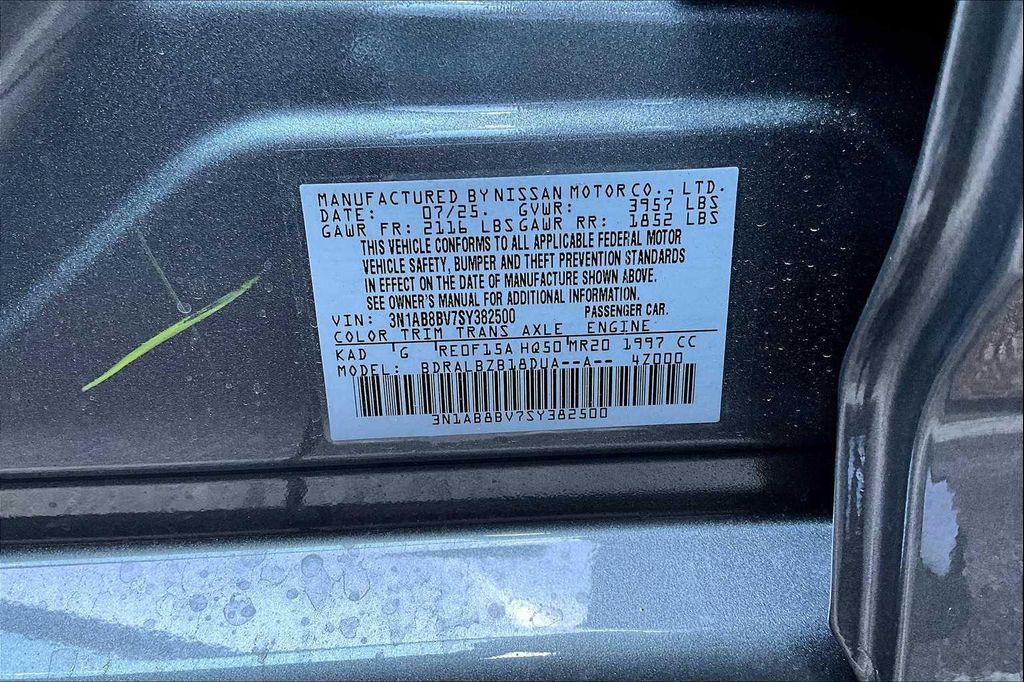 MANUFACTURED BY NISSAN MOTOR CO., LTD.
DATE: 07/25. GVWR: 3957 LBS
GAWR FR: 2116 LBS GAWR RR: 1852 LBS
THIS VEHICLE CONFORMS TO ALL APPLICABLE FEDERAL MOTOR
VEHICLE SAFETY, BUMPER AND THEFT PREVENTION STANDARDS
IN EFFECT ON THE DATE OF MANUFACTURE SHOWN ABOVE.
SEE OWNER'S MANUAL FOR ADDITIONAL INFORMATION.
VIN: 3N1AB8BV7SY382500 PASSENGER CAR.
COLOR TRIM TRANS AXLE ENGINE
KAD G RE0F15A HQ50 MR20 1997 CC
MODEL: BDRALBZB18DUA--A-- 4Z000
3N1AB8BV7SY382500